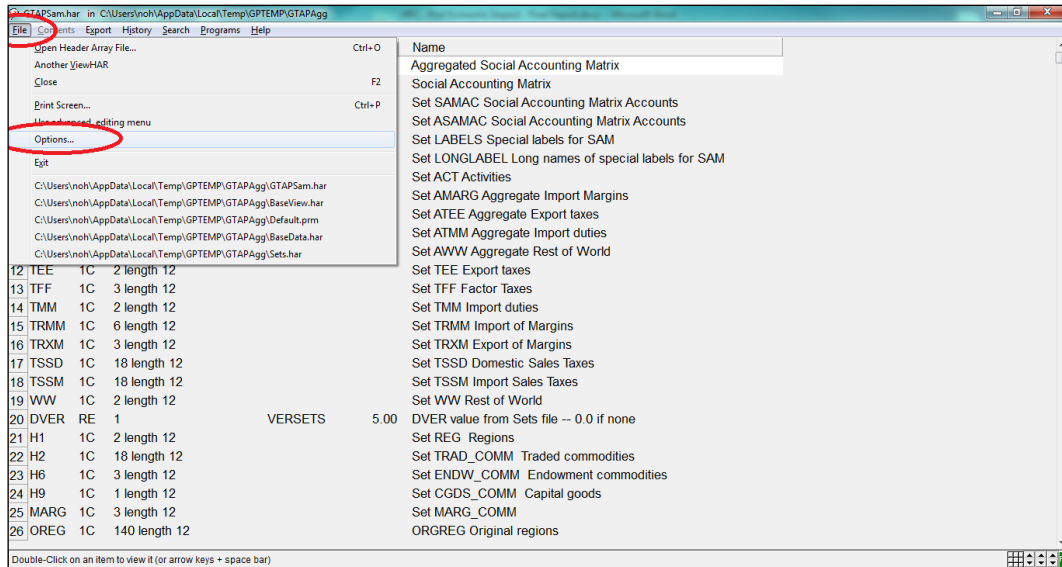 GTAPSam.har in C:\Users\noh\AppData\Local\Temp\GPTEMP\GTAPAgg
File Contents Export History Search Programs Help
Open Header Array File... Ctrl+O
Another ViewHAR
Close F2
Print Screen... Ctrl+P
Use advanced, editing menu
Options...
Exit
C:\Users\noh\AppData\Local\Temp\GPTEMP\GTAPAgg\GTAPSam.har
C:\Users\noh\AppData\Local\Temp\GPTEMP\GTAPAgg\BaseView.har
C:\Users\noh\AppData\Local\Temp\GPTEMP\GTAPAgg\Default.prm
C:\Users\noh\AppData\Local\Temp\GPTEMP\GTAPAgg\BaseData.har
C:\Users\noh\AppData\Local\Temp\GPTEMP\GTAPAgg\Sets.har
Name
Aggregated Social Accounting Matrix
Social Accounting Matrix
Set SAMAC Social Accounting Matrix Accounts
Set ASAMAC Social Accounting Matrix Accounts
Set LABELS Special labels for SAM
Set LONGLABEL Long names of special labels for SAM
Set ACT Activities
Set AMARG Aggregate Import Margins
Set ATEE Aggregate Export taxes
Set ATMM Aggregate Import duties
Set AWW Aggregate Rest of World
12 TEE 1C 2 length 12 Set TEE Export taxes
13 TFF 1C 3 length 12 Set TFF Factor Taxes
14 TMM 1C 2 length 12 Set TMM Import duties
15 TRMM 1C 6 length 12 Set TRMM Import of Margins
16 TRXM 1C 3 length 12 Set TRXM Export of Margins
17 TSSD 1C 18 length 12 Set TSSD Domestic Sales Taxes
18 TSSM 1C 18 length 12 Set TSSM Import Sales Taxes
19 WW 1C 2 length 12 Set WW Rest of World
20 DVER RE 1 VERSETS 5.00 DVER value from Sets file -- 0.0 if none
21 H1 1C 2 length 12 Set REG Regions
22 H2 1C 18 length 12 Set TRAD_COMM Traded commodities
23 H6 1C 3 length 12 Set ENDW_COMM Endowment commodities
24 H9 1C 1 length 12 Set CGDS_COMM Capital goods
25 MARG 1C 3 length 12 Set MARG_COMM
26 OREG 1C 140 length 12 ORGREG Original regions
Double-Click on an item to view it (or arrow keys + space bar)